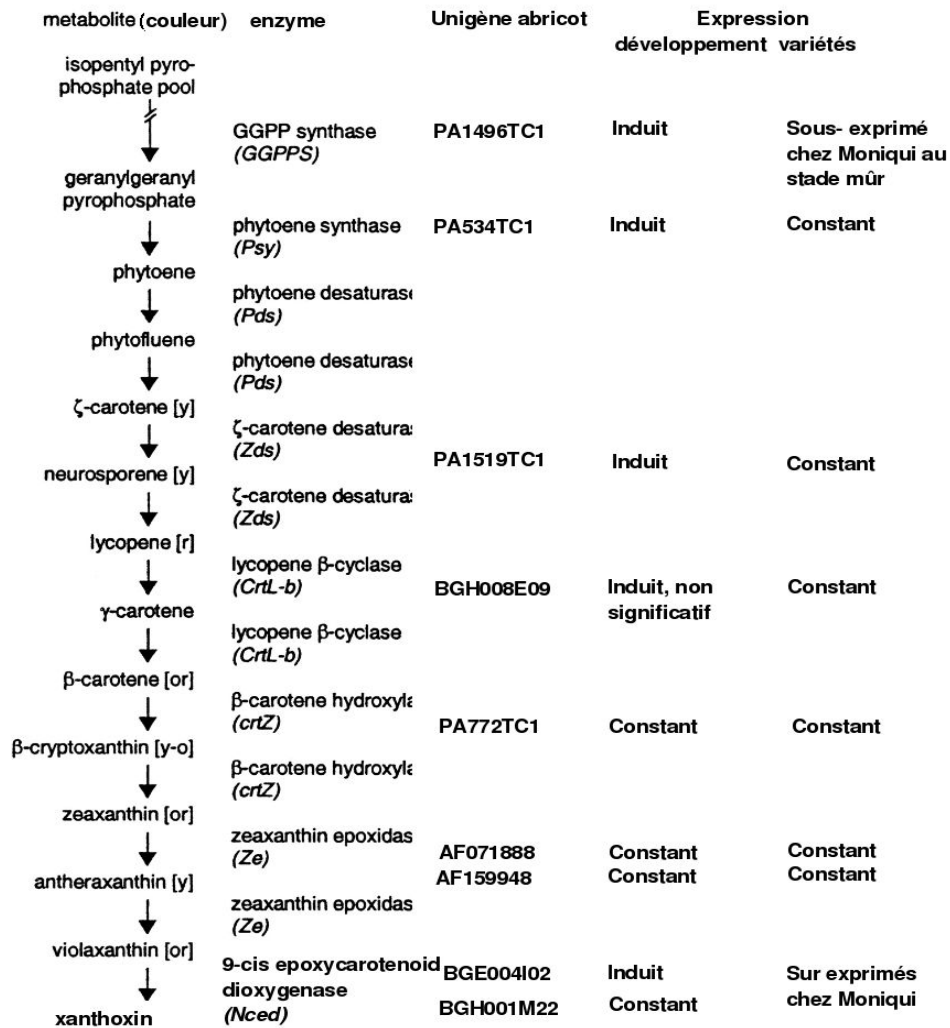 metabolite (couleur) enzyme Unigène abricot Expression
développement variétés
isopentyl pyro-
phosphate pool
GGPP synthase PA1496TC1 Induit Sous- exprimé
(GGPPS) chez Moniqui au
stade mûr
geranylgeranyl
pyrophosphate
phytoene synthase PA534TC1 Induit Constant
(Psy)
phytoene
phytoene desaturase
(Pds)
phytofluene
phytoene desaturase
(Pds)
ζ-carotene [y]
ζ-carotene desatura
(Zds) PA1519TC1 Induit Constant
neurosporene [y]
ζ-carotene desatura
(Zds)
lycopene [r]
lycopene β-cyclase
(CrtL-b) BGH008E09 Induit, non Constant
significatif
γ-carotene
lycopene β-cyclase
(CrtL-b)
β-carotene [or]
β-carotene hydroxyla
(crtZ) PA772TC1 Constant Constant
β-cryptoxanthin [y-o]
β-carotene hydroxyla
(crtZ)
zeaxanthin [or]
zeaxanthin epoxidas
(Ze) AF071888 Constant Constant
AF159948 Constant Constant
antheraxanthin [y]
zeaxanthin epoxidas
(Ze)
violaxanthin [or]
9-cis epoxycarotenoid BGE004I02 Induit Sur exprimés
dioxygenase chez Moniqui
(Nced) BGH001M22 Constant
xanthoxin